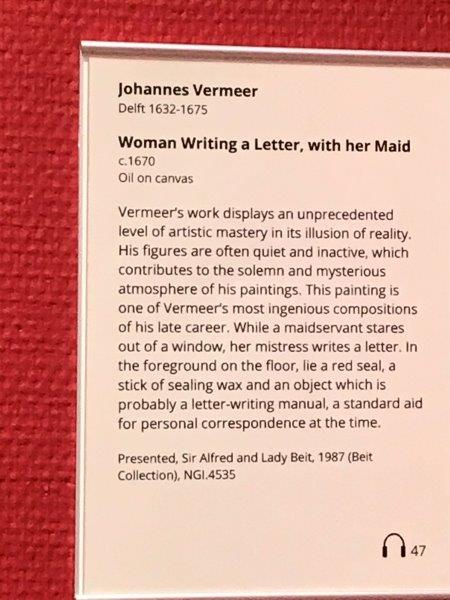 Johannes Vermeer
Delft 1632-1675
Woman Writing a Letter, with her Maid
c.1670
Oil on canvas
Vermeer's work displays an unprecedented
level of artistic mastery in its illusion of reality.
His figures are often quiet and inactive, which
contributes to the solemn and mysterious
atmosphere of his paintings. This painting is
one of Vermeer's most ingenious compositions
of his late career. While a maidservant stares
out of a window, her mistress writes a letter. In
the foreground on the floor, lie a red seal, a
stick of sealing wax and an object which is
probably a letter-writing manual, a standard aid
for personal correspondence at the time.
Presented, Sir Alfred and Lady Beit, 1987 (Beit
Collection), NGI.4535
47